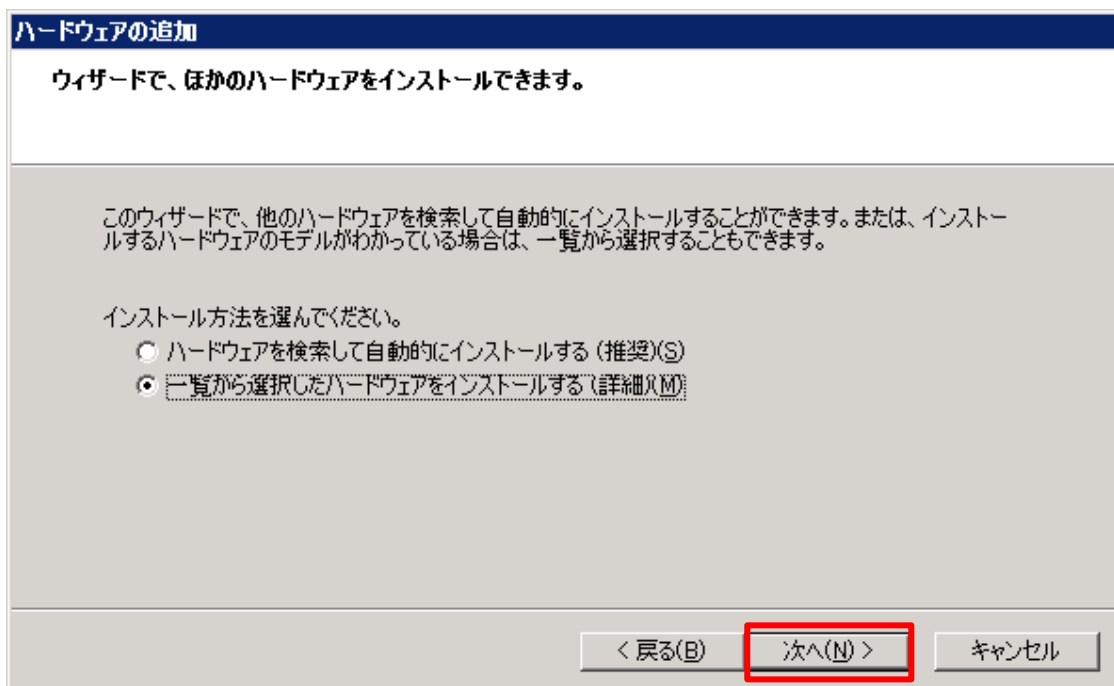 ハードウェアの追加
ウィザードで、ほかのハードウェアをインストールできます。
このウィザードで、他のハードウェアを検索して自動的にインストールすることができます。または、インストー
ルするハードウェアのモデルがわかっている場合は、一覧から選択することもできます。
インストール方法を選んでください。
ハードウェアを検索して自動的にインストールする (推奨)(S)
一覧から選択したハードウェアをインストールする (詳細)(M)
< 戻る(B) 次へ(N) > キャンセル